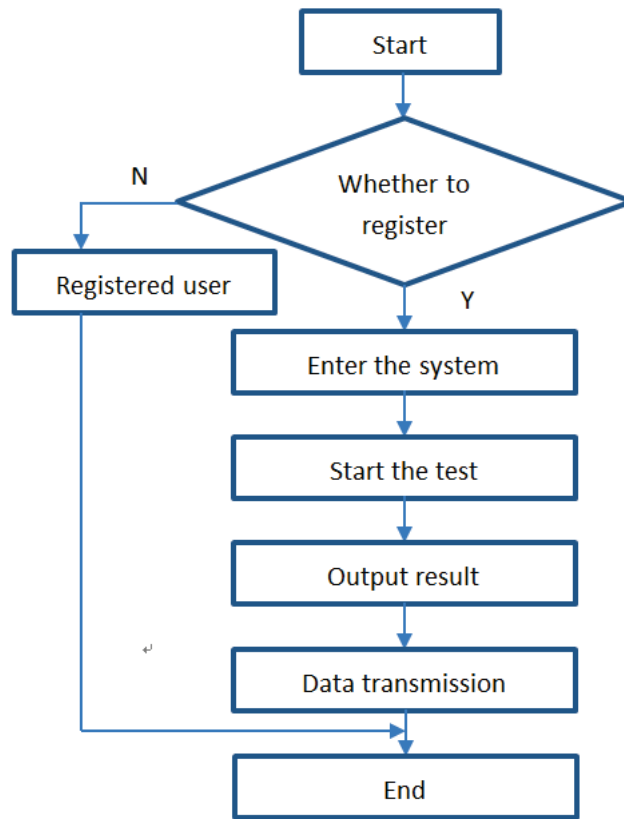 Start
Whether to
register
N
Registered user
Y
Enter the system
Start the test
Output result
Data transmission
End